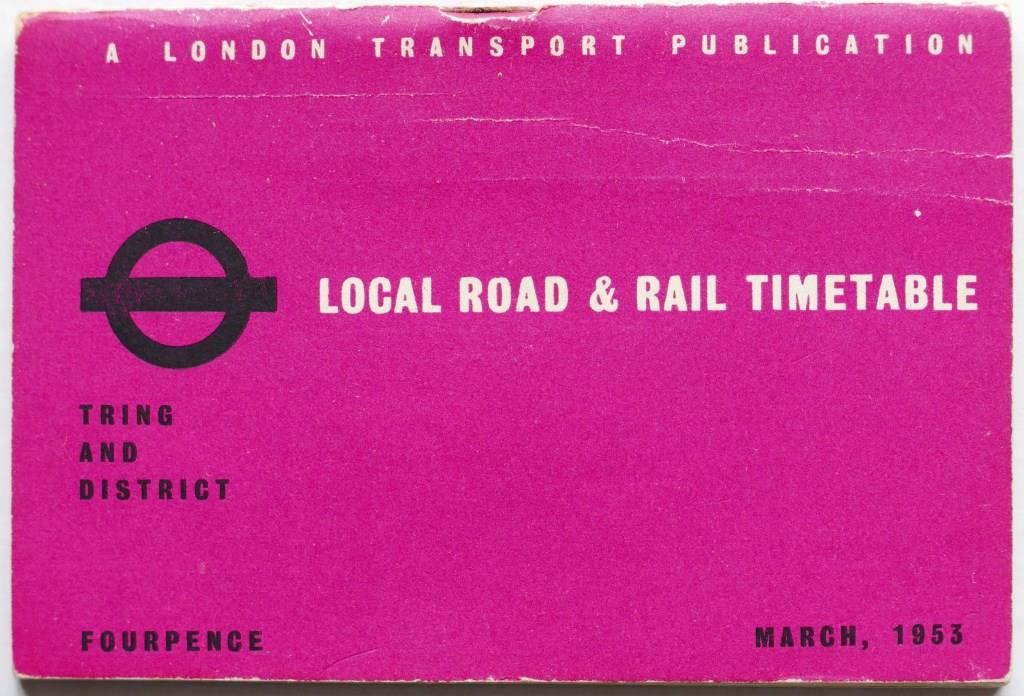 A LONDON TRANSPORT PUBLICATION
LOCAL ROAD & RAIL TIMETABLE
TRING
AND
DISTRICT
FOURPENCE
MARCH, 1953